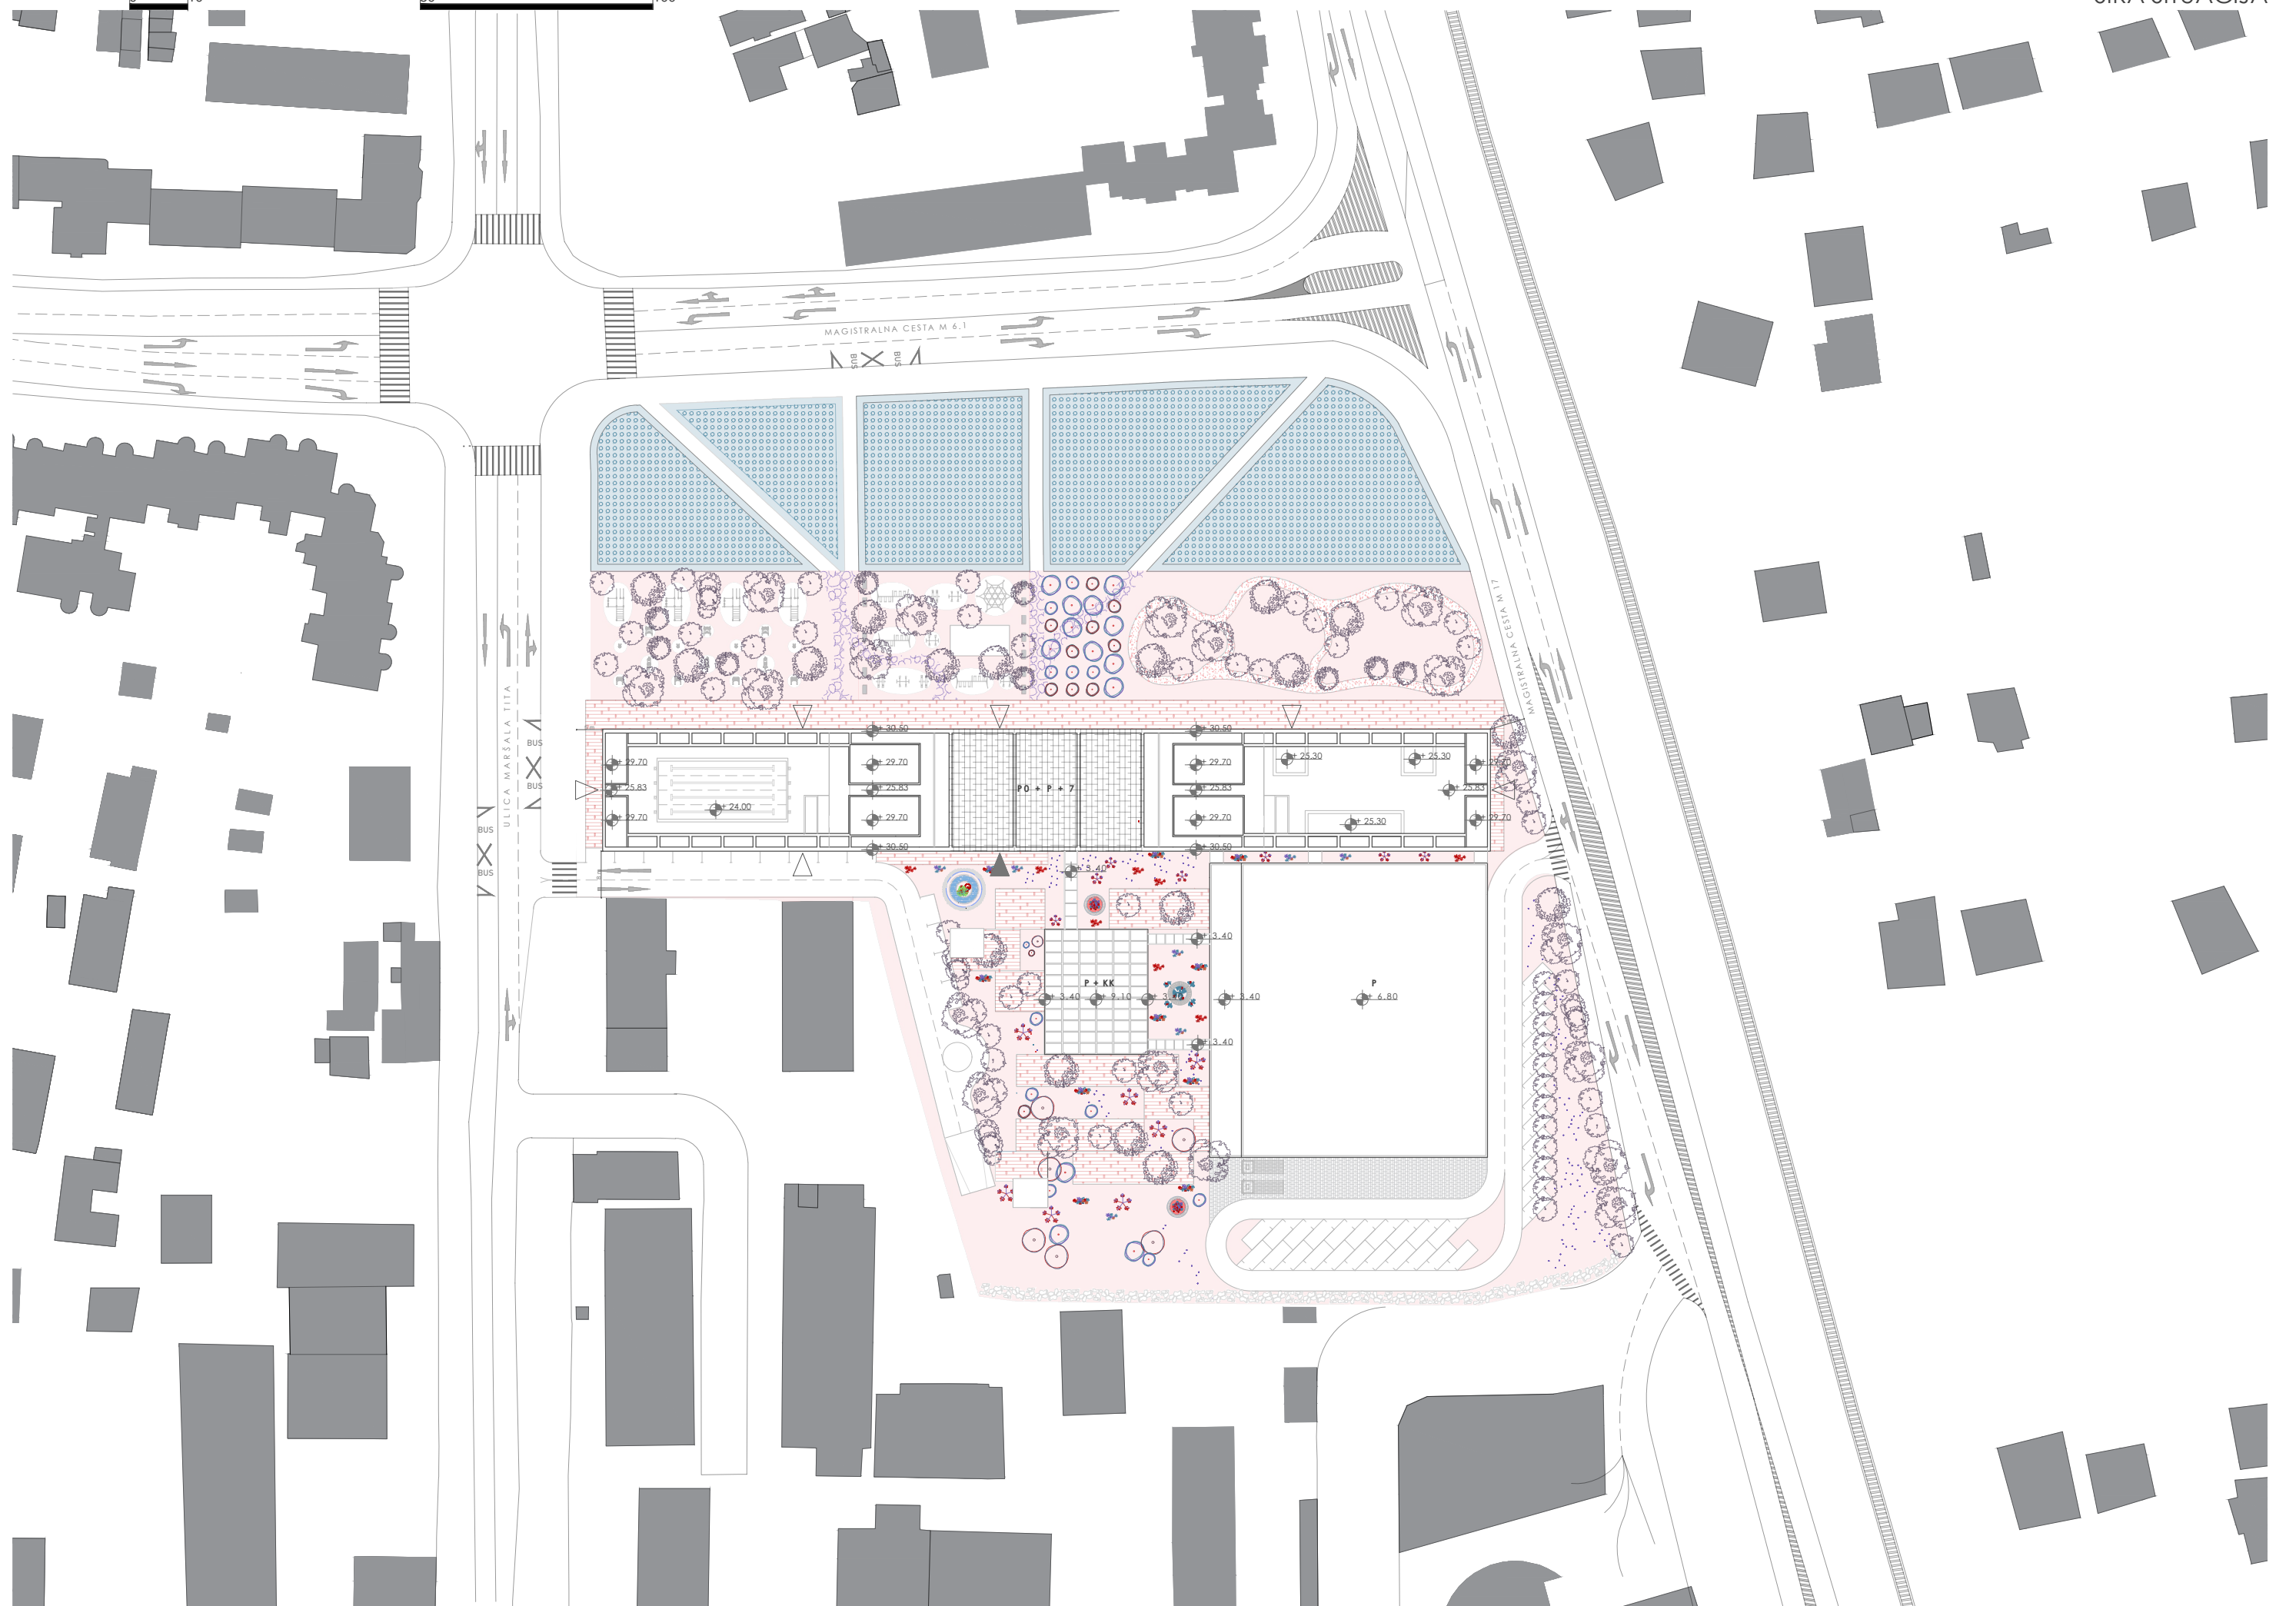 MAGISTRALNA CESTA M 6.1
BUS
BUS
MAGISTRALNA CESTA M 17
ULICA MARŠALA TITA
BUS
BUS
BUS
BUS
+ 30.50
+ 30.50
+ 29.70
+ 29.70
+ 29.70
+ 25.30
+ 25.30
+ 29.70
+ 25.83
+ 25.83
P0 + P + 7
+ 25.83
+ 25.83
+ 24.00
+ 29.70
+ 29.70
+ 29.70
+ 25.30
+ 29.70
+ 30.50
+ 30.50
+ 3.40
+ 3.40
P + KK
P
+ 3.40
+ 9.10
+ 3.40
+ 6.80
+ 3.40